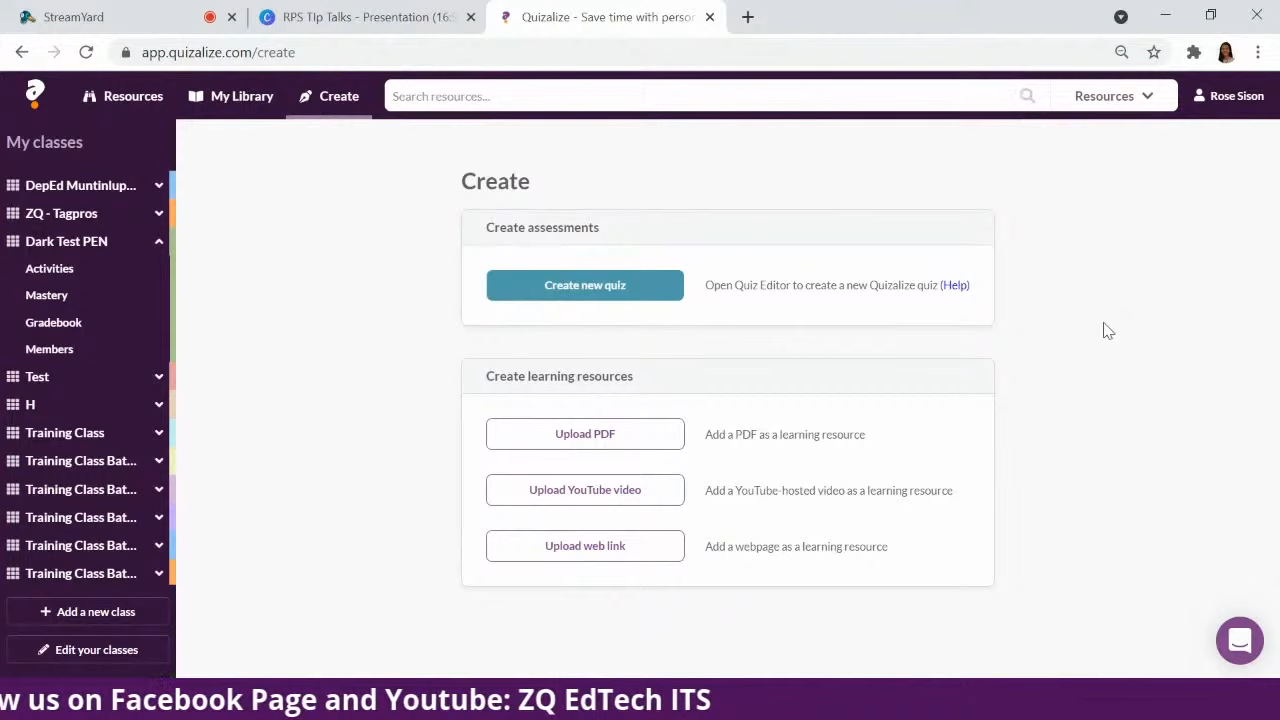 StreamYard
RPS TIp Talks - Presentation (16:9
Quizalize - Save time with person
app.quizalize.com/create
Resources
My Library
Create
Search resources...
Resources
Rose Sison
My classes
DepEd Muntinlup...
ZQ - Tagpros
Dark Test PEN
Activities
Mastery
Gradebook
Members
Test
H
Training Class
Training Class Bat...
Training Class Bat...
Training Class Bat...
Training Class Bat...
Training Class Bat...
+ Add a new class
Edit your classes
Create
Create assessments
Create new quiz
Open Quiz Editor to create a new Quizalize quiz (Help)
Create learning resources
Upload PDF
Add a PDF as a learning resource
Upload YouTube video
Add a YouTube-hosted video as a learning resource
Upload web link
Add a webpage as a learning resource
w us on Facebook Page and Youtube: ZQ EdTech ITS